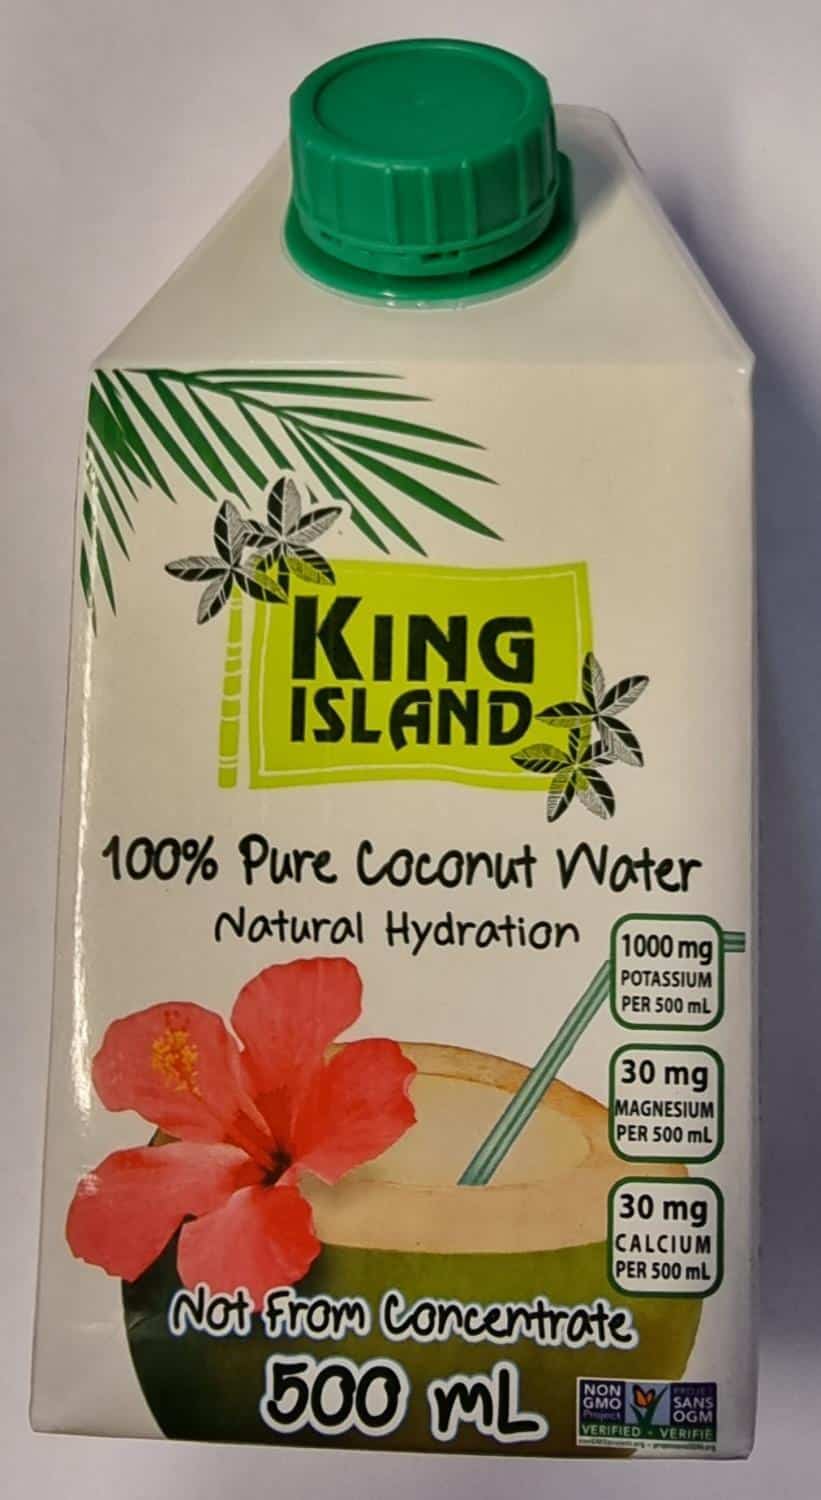 KING
ISLAND
100% Pure Coconut Water
Natural Hydration
1000 mg
POTASSIUM
PER 500 mL
30 mg
MAGNESIUM
PER 500 mL
30 mg
CALCIUM
PER 500 mL
Not From Concentrate
500 mL
NON
GMO
Project
PROJET
SANS
OGM
VERIFIED • VERIFIÉ